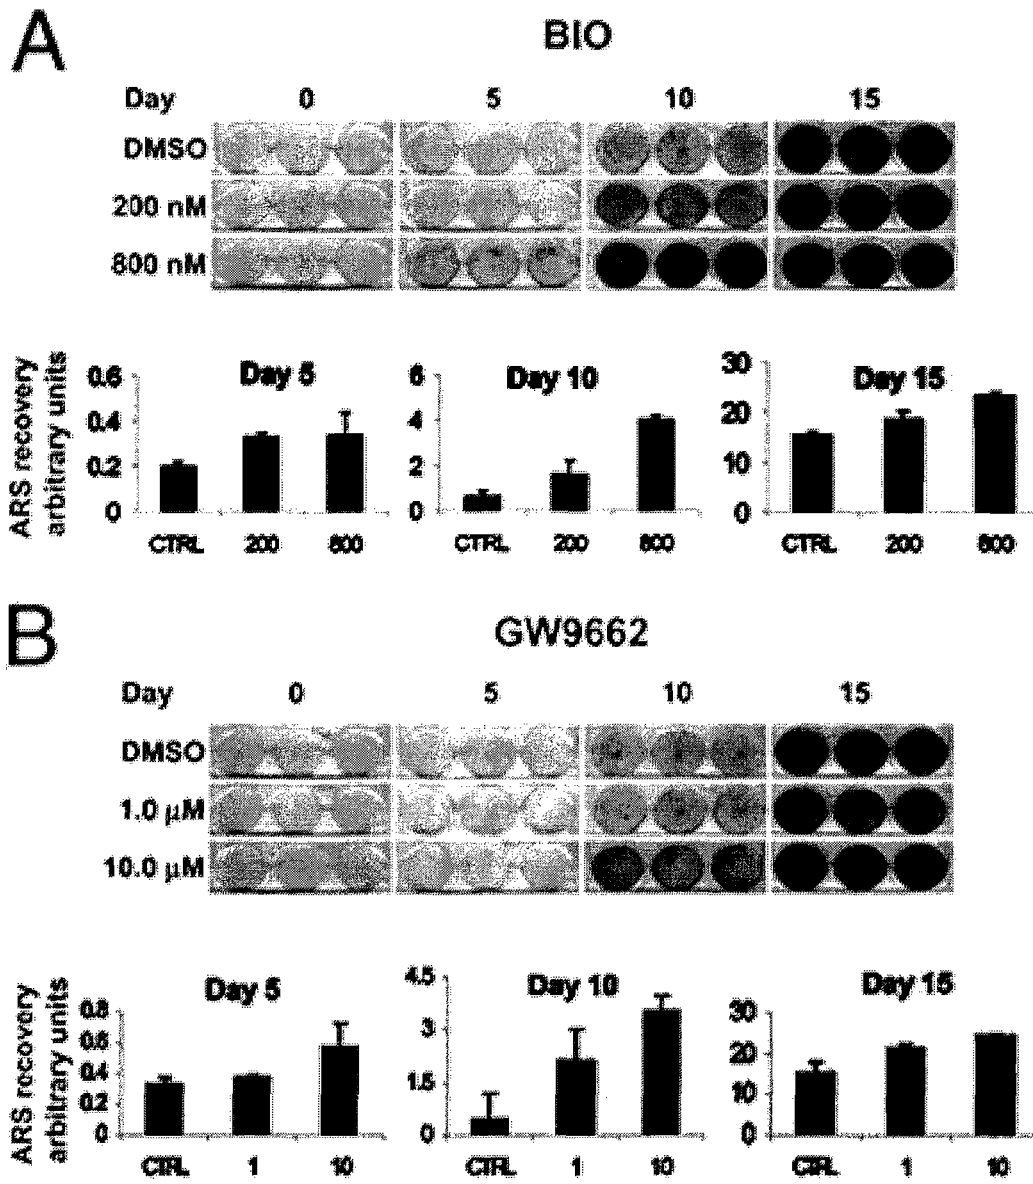 A
BIO
Day 0 5 10 15
DMSO
200 nM
800 nM
ARS recovery
arbitrary units
Day 5
0.6
0.4
0.2
0
CTRL 200 800
Day 10
6
4
2
0
CTRL 200 800
Day 15
30
20
10
0
CTRL 200 800
B
GW9662
Day 0 5 10 15
DMSO
1.0 µM
10.0 µM
ARS recovery
arbitrary units
Day 5
0.8
0.6
0.4
0.2
0
CTRL 1 10
Day 10
4.5
3
1.5
0
CTRL 1 10
Day 15
30
20
10
0
CTRL 1 10